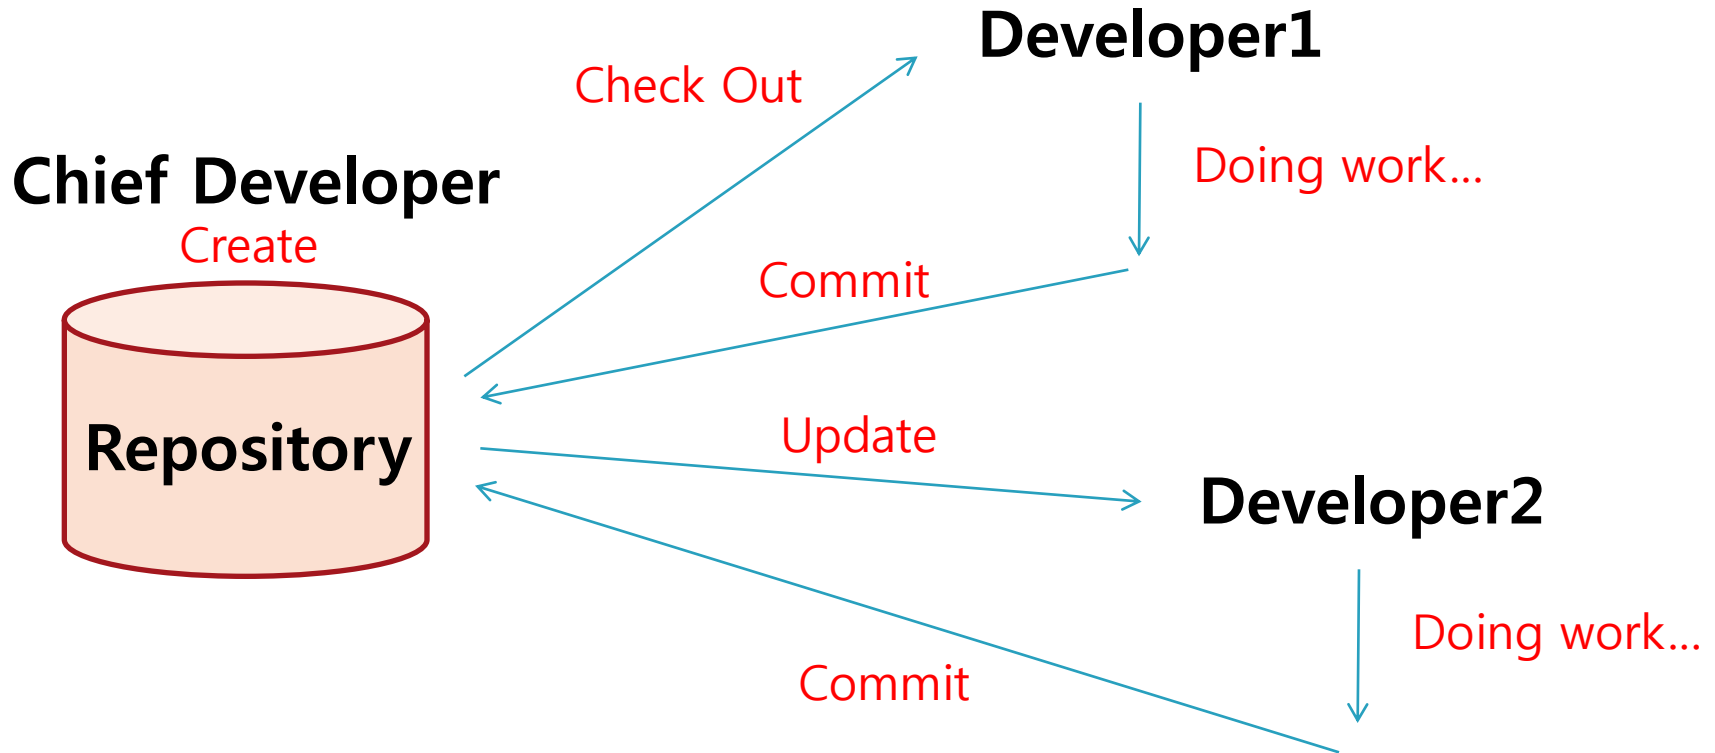 Developer1
Check Out
Doing work...
Chief Developer
Create
Commit
Repository
Update
Developer2
Doing work...
Commit